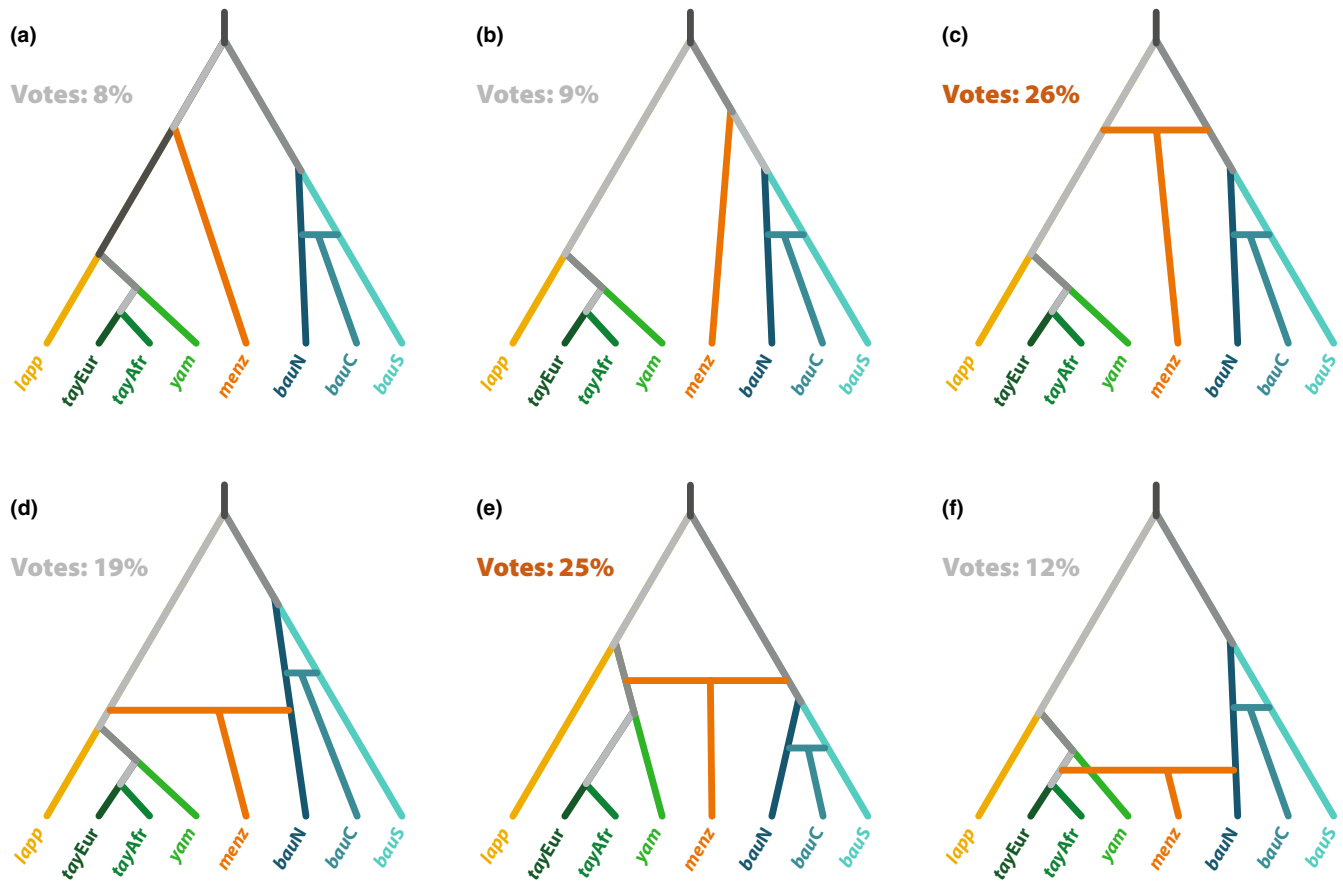 (a)
Votes: 8%
lapp
tayEur
tayAfr
yam
menz
bauN
bauC
bauS
(b)
Votes: 9%
lapp
tayEur
tayAfr
yam
menz
bauN
bauC
bauS
(c)
Votes: 26%
lapp
tayEur
tayAfr
yam
menz
bauN
bauC
bauS
(d)
Votes: 19%
lapp
tayEur
tayAfr
yam
menz
bauN
bauC
bauS
(e)
Votes: 25%
lapp
tayEur
tayAfr
yam
menz
bauN
bauC
bauS
(f)
Votes: 12%
lapp
tayEur
tayAfr
yam
menz
bauN
bauC
bauS